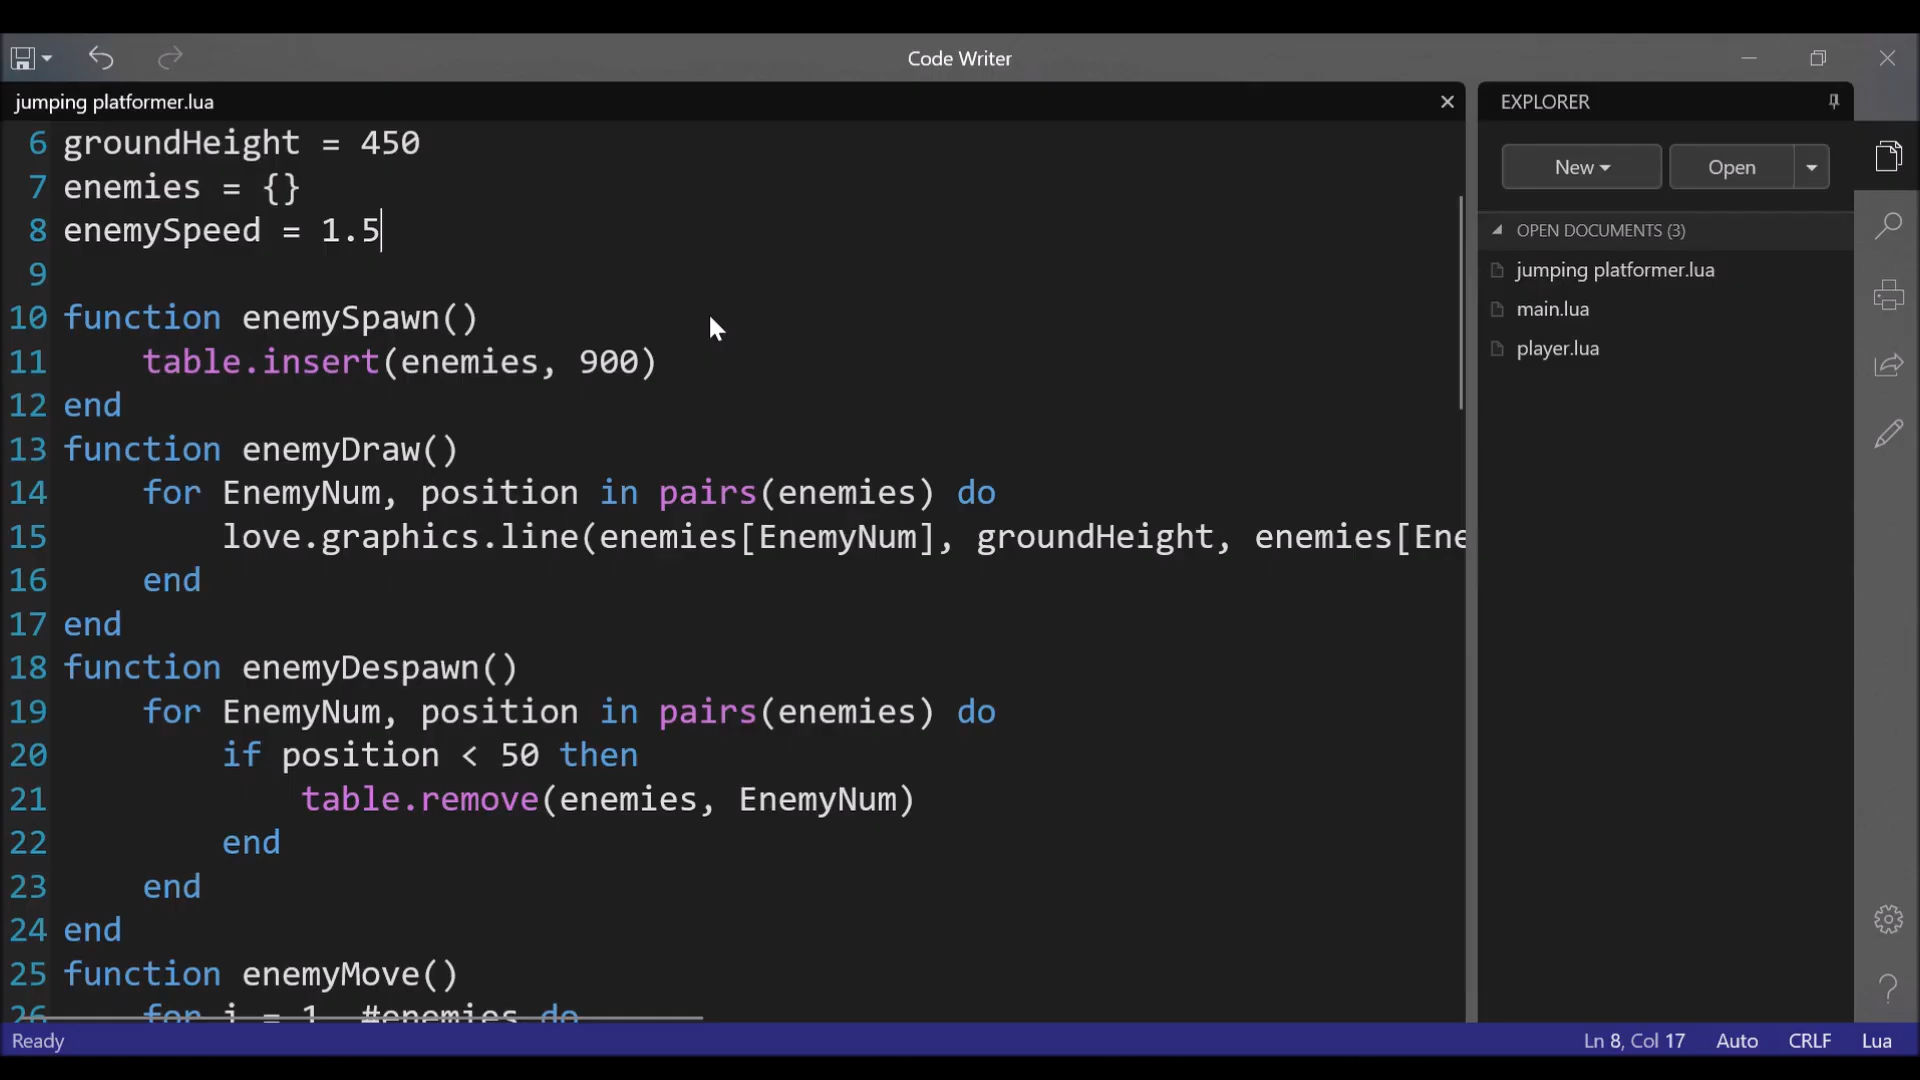 Code Writer
jumping platformer.lua
6 groundHeight = 450
7 enemies = {}
8 enemySpeed = 1.5
9
10 function enemySpawn()
11 table.insert(enemies, 900)
12 end
13 function enemyDraw()
14 for EnemyNum, position in pairs(enemies) do
15 love.graphics.line(enemies[EnemyNum], groundHeight, enemies[Ene
16 end
17 end
18 function enemyDespawn()
19 for EnemyNum, position in pairs(enemies) do
20 if position < 50 then
21 table.remove(enemies, EnemyNum)
22 end
23 end
24 end
25 function enemyMove()
26 for i = 1, #enemies do
EXPLORER
New
Open
OPEN DOCUMENTS (3)
jumping platformer.lua
main.lua
player.lua
Ready
Ln 8, Col 17
Auto
CRLF
Lua